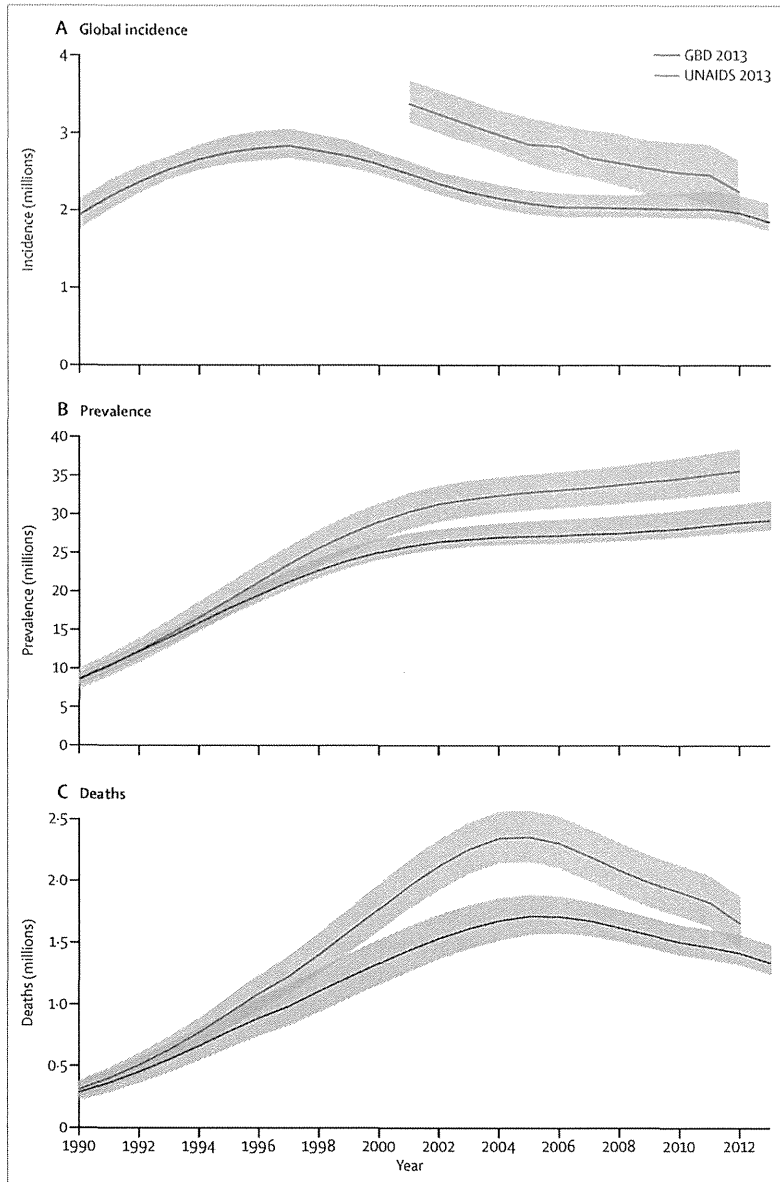 A Global incidence
GBD 2013
UNAIDS 2013
Incidence (millions)
4
3
2
1
0
B Prevalence
Prevalence (millions)
40
35
30
25
20
15
10
5
0
C Deaths
Deaths (millions)
2·5
2·0
1·5
1·0
0·5
0
1990 1992 1994 1996 1998 2000 2002 2004 2006 2008 2010 2012
Year